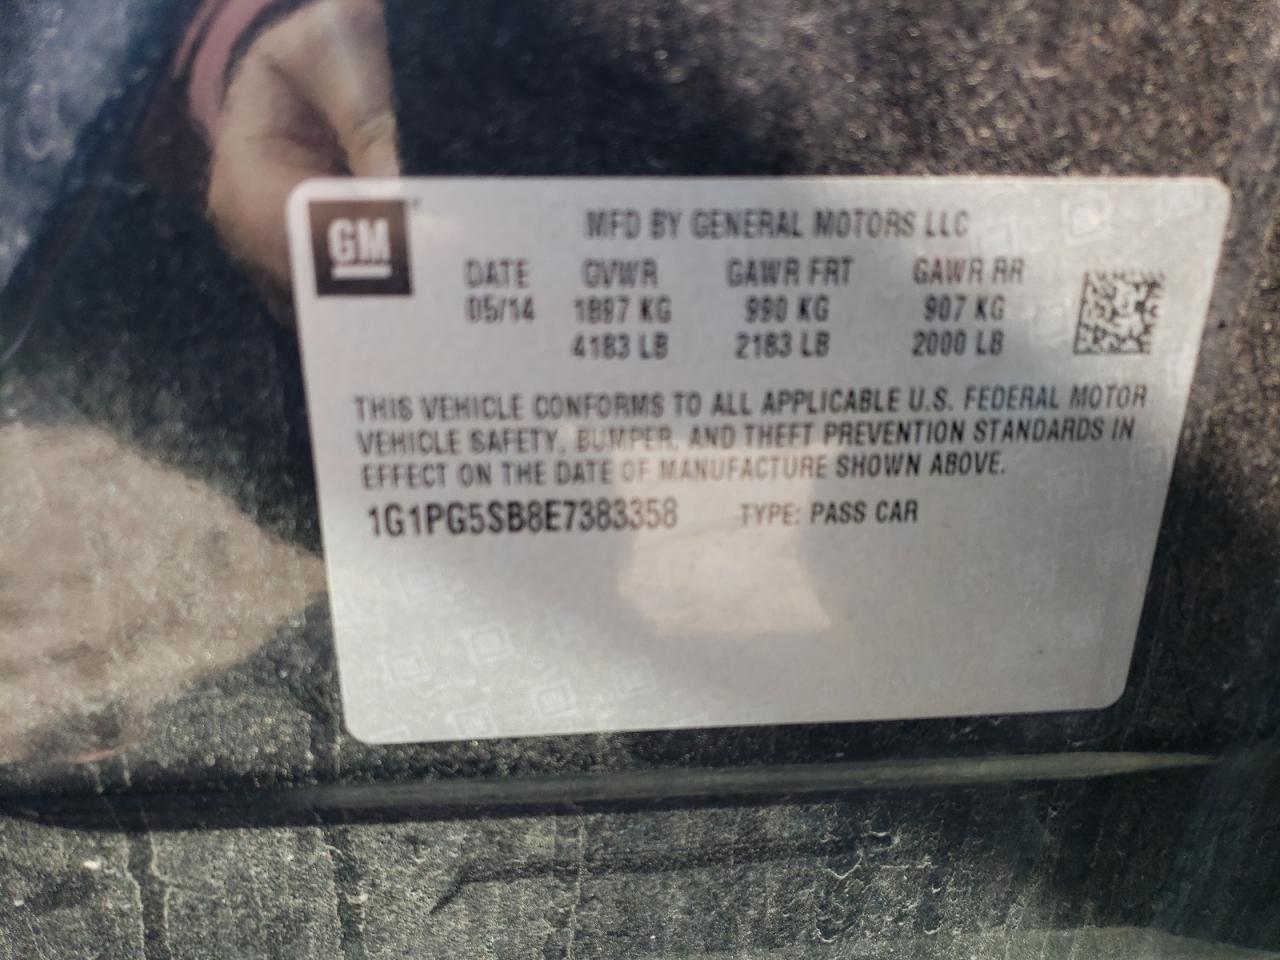 GM
MFD BY GENERAL MOTORS LLC
DATE GVWR GAWR FRT GAWR RR
05/14 1897 KG 990 KG 907 KG
4183 LB 2183 LB 2000 LB
THIS VEHICLE CONFORMS TO ALL APPLICABLE U.S. FEDERAL MOTOR
VEHICLE SAFETY, BUMPER, AND THEFT PREVENTION STANDARDS IN
EFFECT ON THE DATE OF MANUFACTURE SHOWN ABOVE.
1G1PG5SB8E7383358 TYPE: PASS CAR